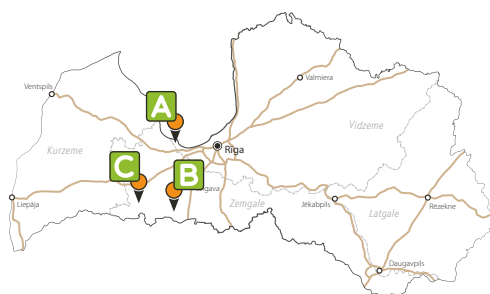 Ventspils
A
Valmiera
Vidzeme
Kurzeme
Rīga
C
B
gava
Liepāja
Zemgale
Jēkabpils
Rēzekne
Latgale
Daugavpils